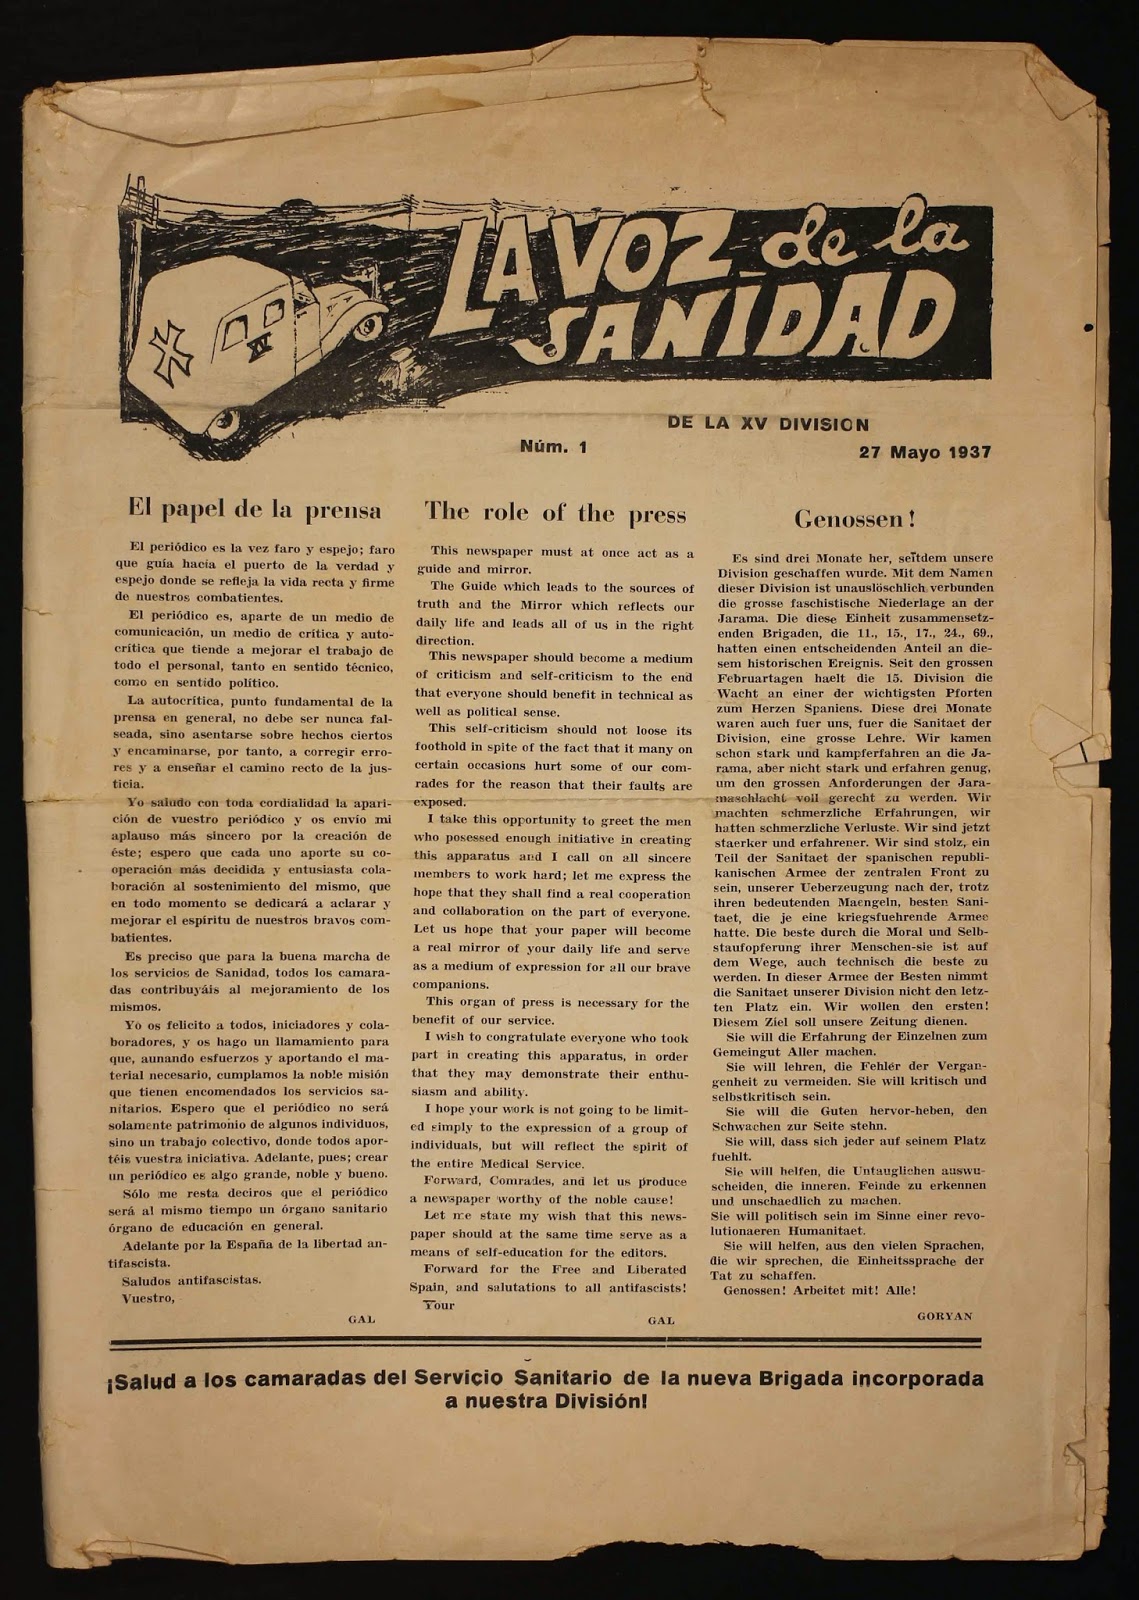 LA VOZ de la
SANIDAD
XV
DE LA XV DIVISION
Núm. 1
27 Mayo 1937
El papel de la prensa
El periódico es la vez faro y espejo; faro
que guía hacía el puerto de la verdad y
espejo donde se refleja la vida recta y firme
de nuestros combatientes.
El periódico es, aparte de un medio de
comunicación, un medio de crítica y auto-
crítica que tiende a mejorar el trabajo de
todo el personal, tanto en sentido técnico,
como en sentido político.
La autocrítica, punto fundamental de la
prensa en general, no debe ser nunca fal-
seada, sino asentarse sobre hechos ciertos
y encaminarse, por tanto, a corregir erro-
res y a enseñar el camino recto de la jus-
ticia.
Yo saludo con toda cordialidad la apari-
ción de vuestro periódico y os envío mi
aplauso más sincero por la creación de
éste; espero que cada uno aporte su co-
operación más decidida y entusiasta cola-
boración al sostenimiento del mismo, que
en todo momento se dedicará a aclarar y
mejorar el espíritu de nuestros bravos com-
batientes.
Es preciso que para la buena marcha de
los servicios de Sanidad, todos los camara-
das contribuyáis al mejoramiento de los
mismos.
Yo os felicito a todos, iniciadores y cola-
boradores, y os hago un llamamiento para
que, aunando esfuerzos y aportando el ma-
terial necesario, cumplamos la noble misión
que tienen encomendados los servicios sa-
nitarios. Espero que el periódico no será
solamente patrimonio de algunos individuos,
sino un trabajo colectivo, donde todos apor-
téis vuestra iniciativa. Adelante, pues; crear
un periódico es algo grande, noble y bueno.
Sólo me resta deciros que el periódico
será al mismo tiempo un órgano sanitario
órgano de educación en general.
Adelante por la España de la libertad an-
tifascista.
Saludos antifascistas.
Vuestro,
GAL
The role of the press
This newspaper must at once act as a
guide and mirror.
The Guide which leads to the sources of
truth and the Mirror which reflects our
daily life and leads all of us in the right
direction.
This newspaper should become a medium
of criticism and self-criticism to the end
that everyone should benefit in technical as
well as political sense.
This self-criticism should not loose its
foothold in spite of the fact that it many on
certain occasions hurt some of our com-
rades for the reason that their faults are
exposed.
I take this opportunity to greet the men
who posessed enough initiative in creating
this apparatus and I call on all sincere
members to work hard; let me express the
hope that they shall find a real cooperation
and collaboration on the part of everyone.
Let us hope that your paper will become
a real mirror of your daily life and serve
as a medium of expression for all our brave
companions.
This organ of press is necessary for the
benefit of our service.
I wish to congratulate everyone who took
part in creating this apparatus, in order
that they may demonstrate their enthu-
siasm and ability.
I hope your work is not going to be limit-
ed simply to the expression of a group of
individuals, but will reflect the spirit of
the entire Medical Service.
Forward, Comrades, and let us produce
a newspaper worthy of the noble cause!
Let me state my wish that this news-
paper should at the same time serve as a
means of self-education for the editors.
Forward for the Free and Liberated
Spain, and salutations to all antifascists!
Your
GAL
Genossen!
Es sind drei Monate her, seitdem unsere
Division geschaffen wurde. Mit dem Namen
dieser Division ist unauslöschlich verbunden
die grosse faschistische Niederlage an der
Jarama. Die diese Einheit zusammensetz-
enden Brigaden, die 11., 15., 17., 24., 69.,
hatten einen entscheidenden Anteil an die-
sem historischen Ereignis. Seit den grossen
Februartagen haelt die 15. Division die
Wacht an einer der wichtigsten Pforten
zum Herzen Spaniens. Diese drei Monate
waren auch fuer uns, fuer die Sanitaet der
Division, eine grosse Lehre. Wir kamen
schon stark und kampferfahren an die Ja-
rama, aber nicht stark und erfahren genug,
um den grossen Anforderungen der Jara-
maschlacht voll gerecht zu werden. Wir
machten schmerzliche Erfahrungen, wir
hatten schmerzliche Verluste. Wir sind jetzt
staerker und erfahrener. Wir sind stolz, ein
Teil der Sanitaet der spanischen republi-
kanischen Armee der zentralen Front zu
sein, unserer Ueberzeugung nach der, trotz
ihren bedeutenden Maengeln, besten Sani-
taet, die je eine kriegsfuehrende Armee
hatte. Die beste durch die Moral und Selb-
staufopferung ihrer Menschen-sie ist auf
dem Wege, auch technisch die beste zu
werden. In dieser Armee der Besten nimmt
die Sanitaet unserer Division nicht den letz-
ten Platz ein. Wir wollen den ersten!
Diesem Ziel soll unsere Zeitung dienen.
Sie will die Erfahrung der Einzelnen zum
Gemeingut Aller machen.
Sie will lehren, die Fehler der Vergan-
genheit zu vermeiden. Sie will kritisch und
selbstkritisch sein.
Sie will die Guten hervor-heben, den
Schwachen zur Seite stehn.
Sie will, dass sich jeder auf seinem Platz
fuehlt.
Sie will helfen, die Untauglichen auswu-
scheiden, die inneren. Feinde zu erkennen
und unschaedlich zu machen.
Sie will politisch sein im Sinne einer revo-
lutionaeren Humanitaet.
Sie will helfen, aus den vielen Sprachen,
die wir sprechen, die Einheitssprache der
Tat zu schaffen.
Genossen! Arbeitet mit! Alle!
GORYAN
¡Salud a los camaradas del Servicio Sanitario de la nueva Brigada incorporada
a nuestra División!